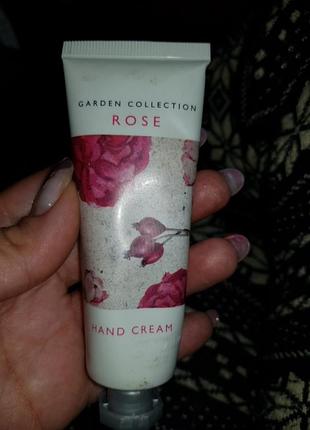 GARDEN COLLECTION
ROSE
HAND CREAM